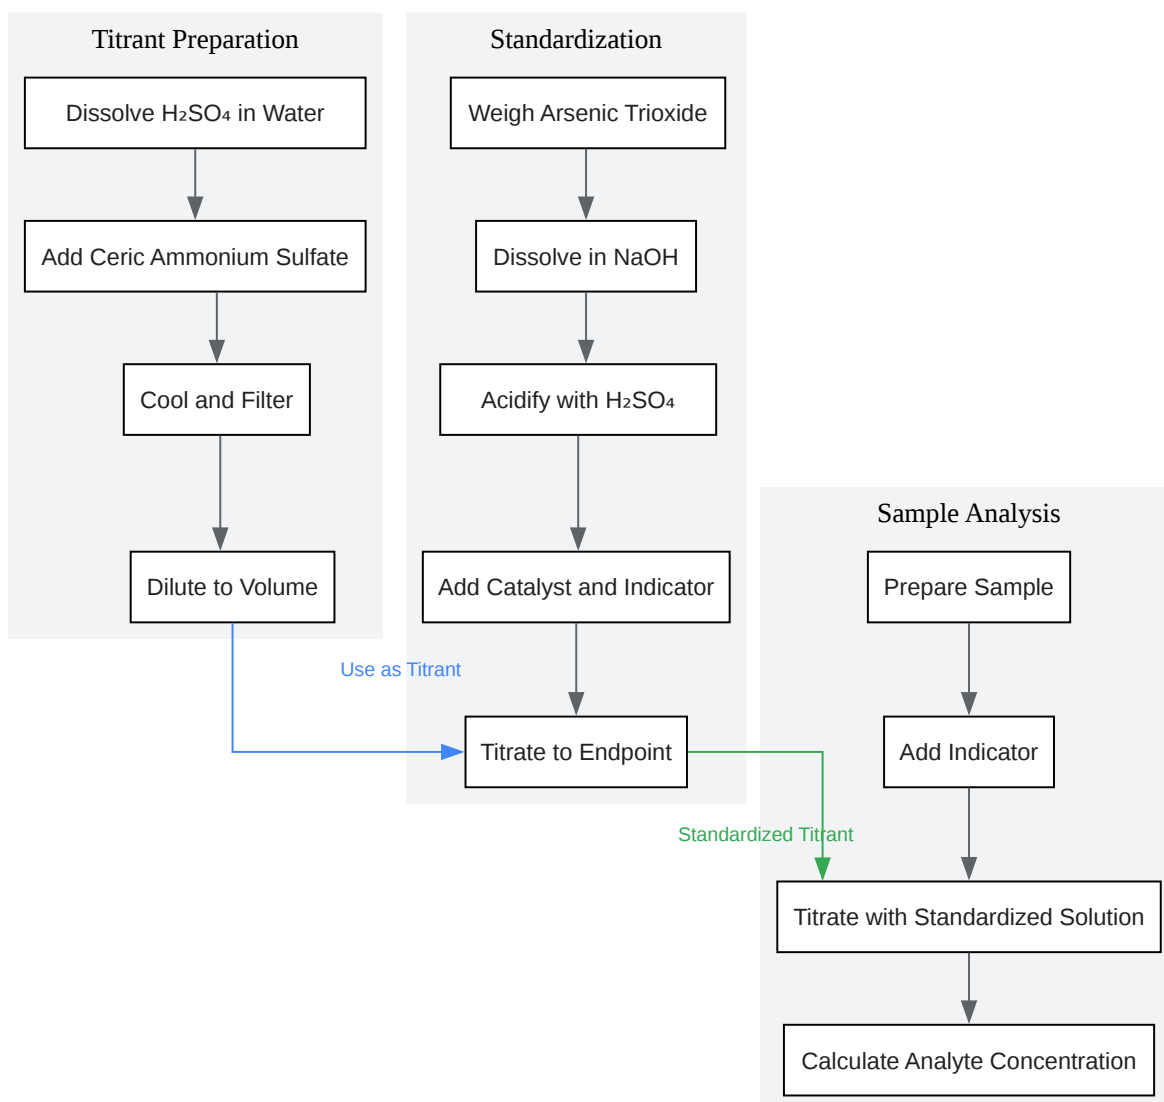 Titrant Preparation
Dissolve H₂SO₄ in Water
Add Ceric Ammonium Sulfate
Cool and Filter
Dilute to Volume
Use as Titrant
Standardization
Weigh Arsenic Trioxide
Dissolve in NaOH
Acidify with H₂SO₄
Add Catalyst and Indicator
Titrate to Endpoint
Standardized Titrant
Sample Analysis
Prepare Sample
Add Indicator
Titrate with Standardized Solution
Calculate Analyte Concentration